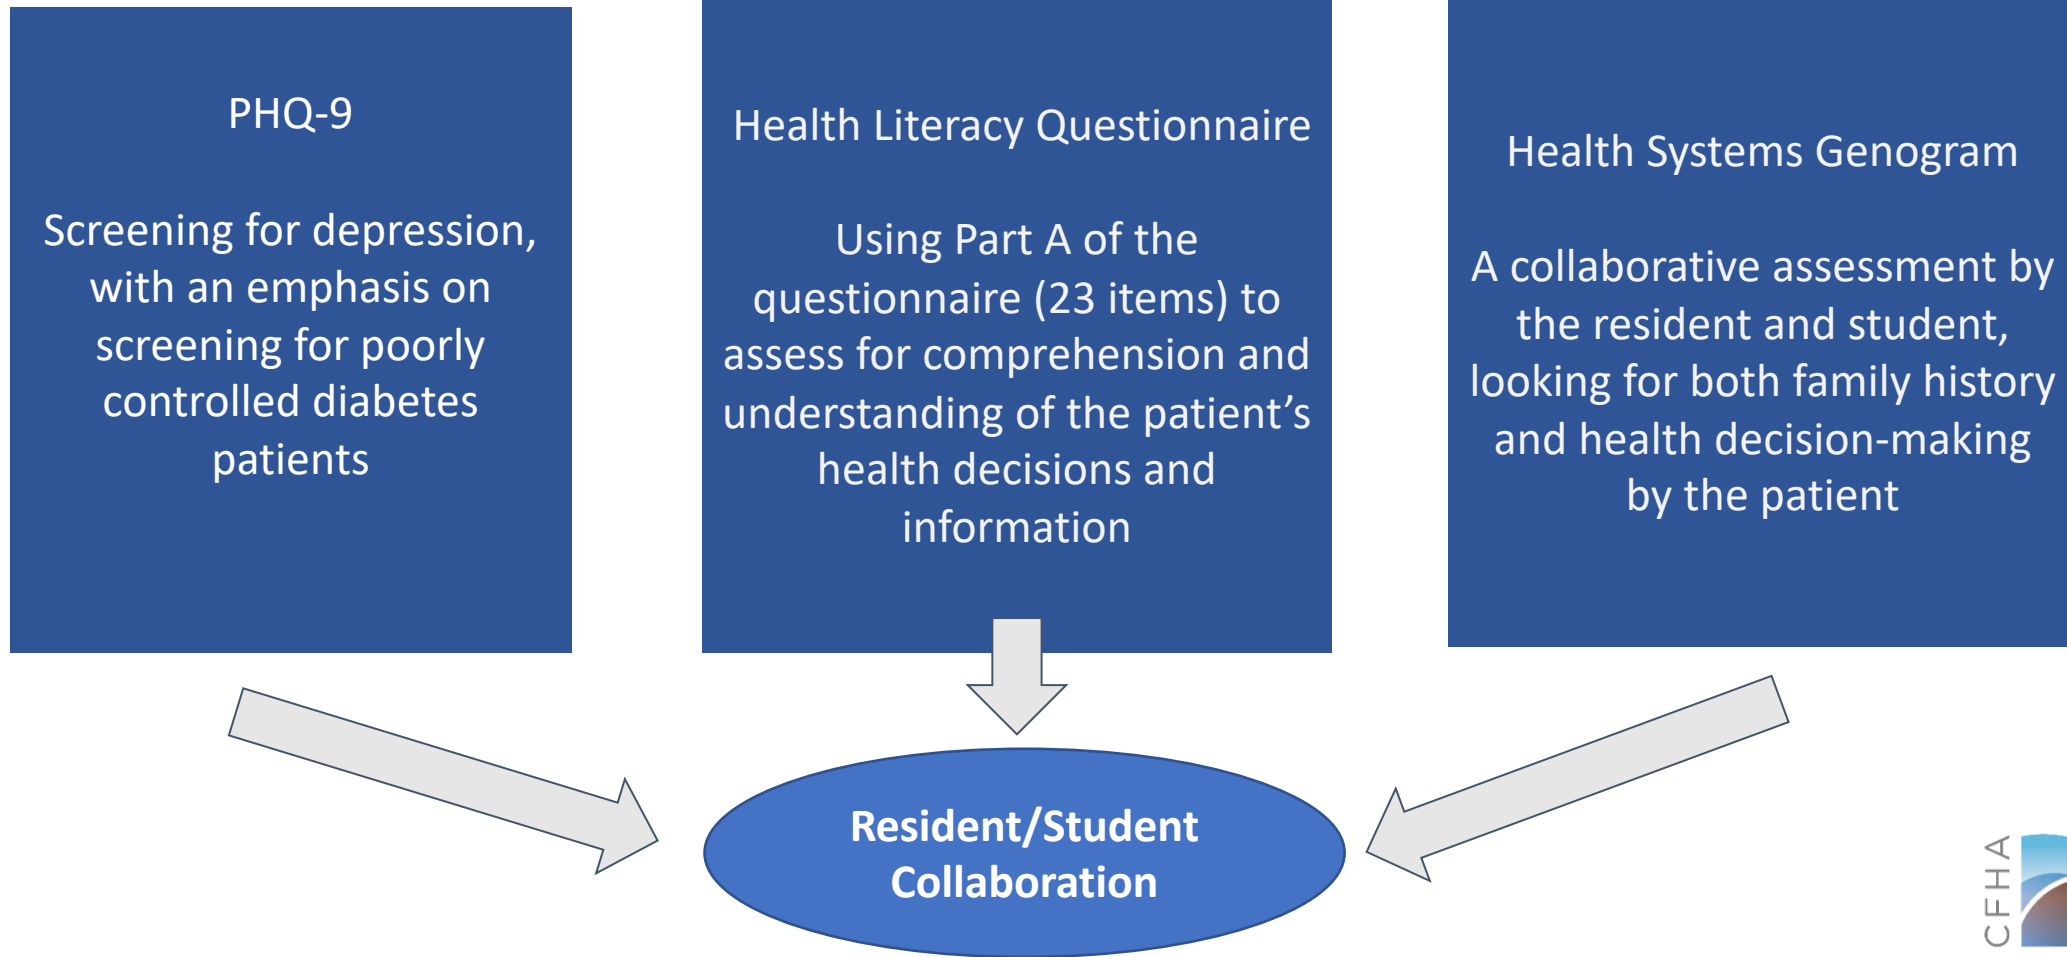 PHQ-9
Screening for depression,
with an emphasis on
screening for poorly
controlled diabetes
patients
Health Literacy Questionnaire
Using Part A of the
questionnaire (23 items) to
assess for comprehension and
understanding of the patient’s
health decisions and
information
Health Systems Genogram
A collaborative assessment by
the resident and student,
looking for both family history
and health decision-making
by the patient
Resident/Student
Collaboration
CFHA